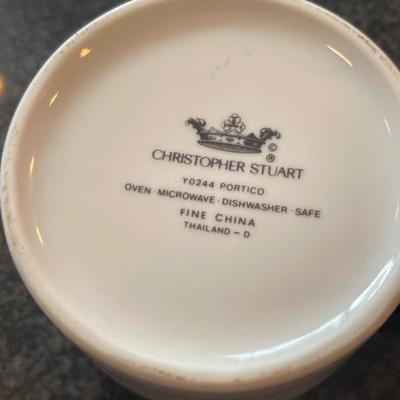 ©
®
CHRISTOPHER STUART
Y0244 PORTICO
OVEN · MICROWAVE · DISHWASHER · SAFE
FINE CHINA
THAILAND – D